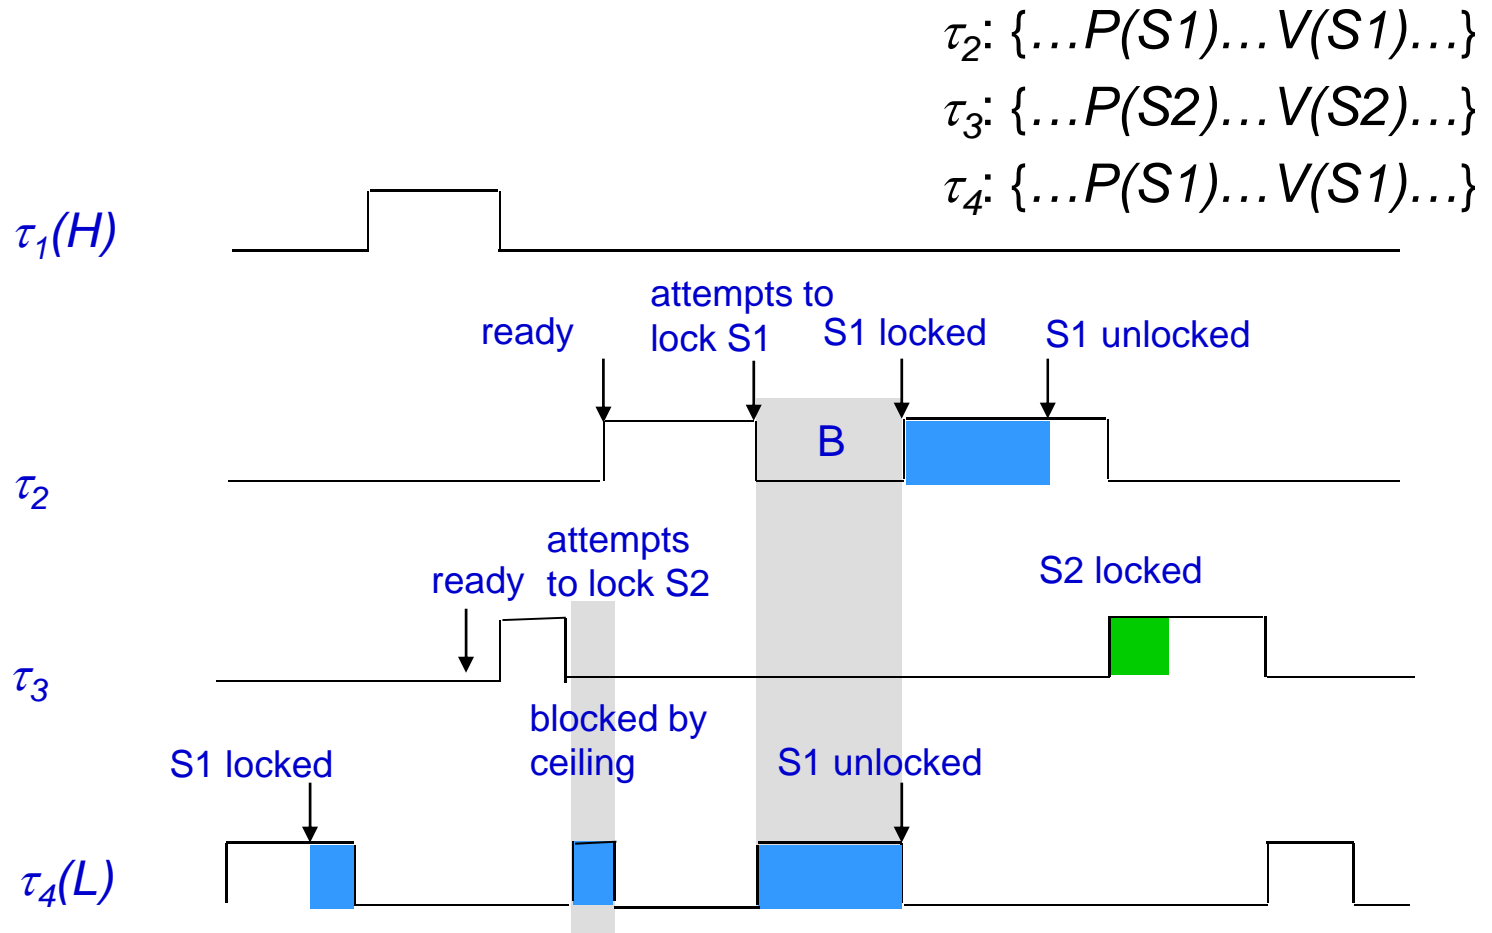 τ2: {…P(S1)…V(S1)…}
τ3: {…P(S2)…V(S2)…}
τ4: {…P(S1)…V(S1)…}
τ1(H)
attempts to
lock S1
ready
S1 locked
S1 unlocked
B
τ2
attempts
to lock S2
ready
S2 locked
τ3
blocked by
ceiling
S1 locked
S1 unlocked
τ4(L)